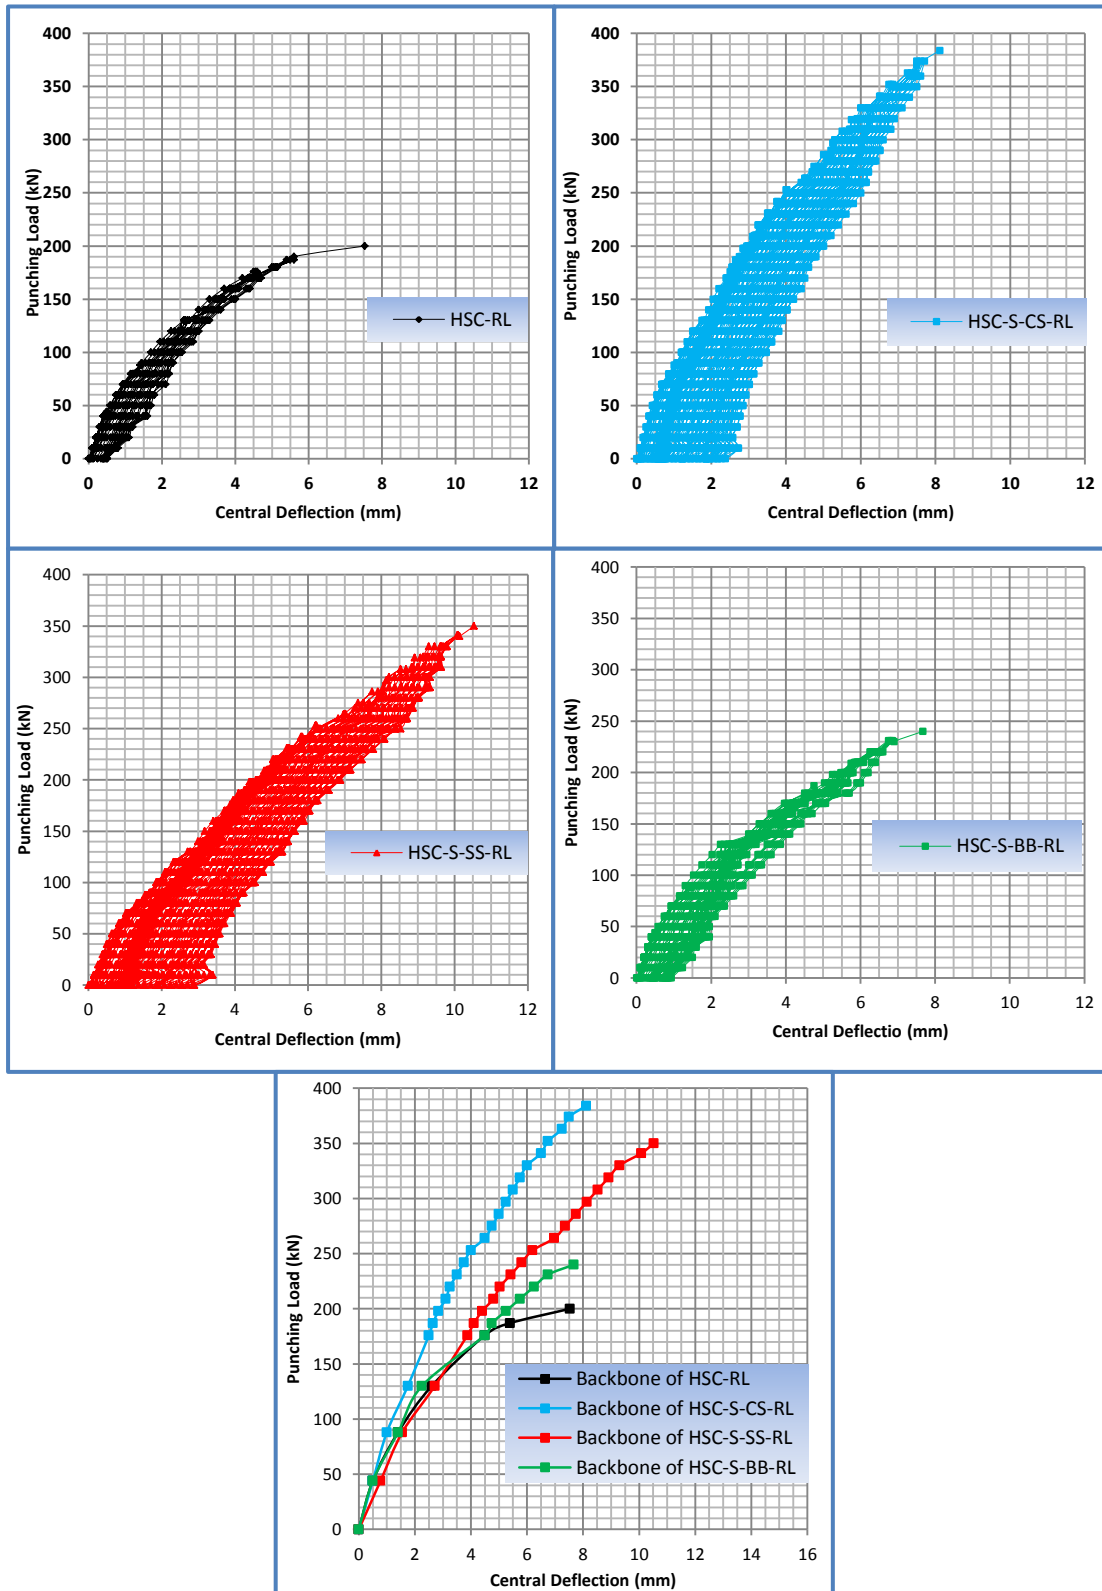 400
350
300
250
200
150
100
50
0
Punching Load (kN)
HSC-RL
0 2 4 6 8 10 12
Central Deflection (mm)
400
350
300
250
200
150
100
50
0
Punching Load (kN)
HSC-S-CS-RL
0 2 4 6 8 10 12
Central Deflection (mm)
400
350
300
250
200
150
100
50
0
Punching Load (kN)
HSC-S-SS-RL
0 2 4 6 8 10 12
Central Deflection (mm)
400
350
300
250
200
150
100
50
0
Punching Load (kN)
HSC-S-BB-RL
0 2 4 6 8 10 12
Central Deflectio (mm)
400
350
300
250
200
150
100
50
0
Punching Load (kN)
Backbone of HSC-RL
Backbone of HSC-S-CS-RL
Backbone of HSC-S-SS-RL
Backbone of HSC-S-BB-RL
0 2 4 6 8 10 12 14 16
Central Deflection (mm)